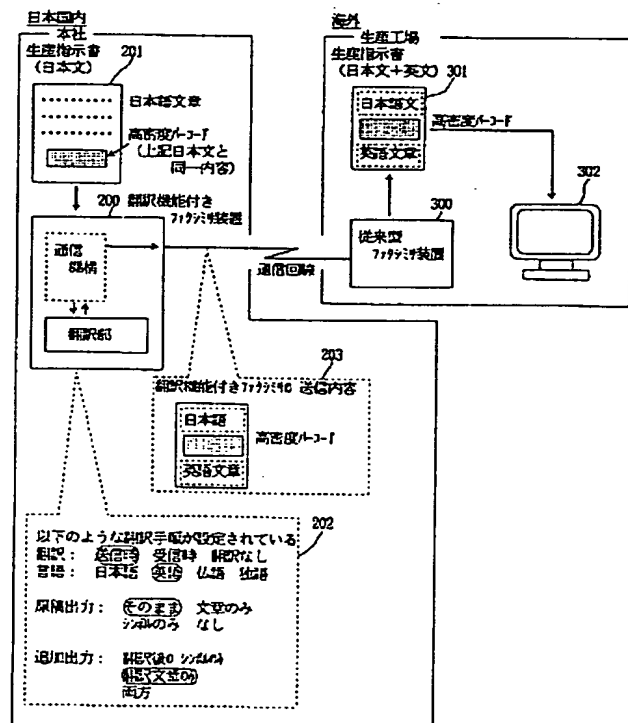 日本国内
本社
生産指示書
(日本文)
201
日本語文章
高密度バーコード
(上記日本文と
同一内容)
200
翻訳機能付き
ファクシミリ装置
通信
機構
翻訳部
海外
生産工場
生産指示書
(日本文+英文)
301
日本語文
英語文章
高密度バーコード
302
300
従来型
ファクシミリ装置
通信回線
203
翻訳機能付きファクシミリの 送信内容
日本語
英語文章
高密度バーコード
202
以下のような翻訳手順が設定されている
翻訳: 送信時 受信時 翻訳なし
言語: 日本語 英語 仏語 独語
原稿出力: そのまま 文章のみ
シンボルのみ なし
追加出力: 翻訳後の シンボルのみ
翻訳文章のみ
両方